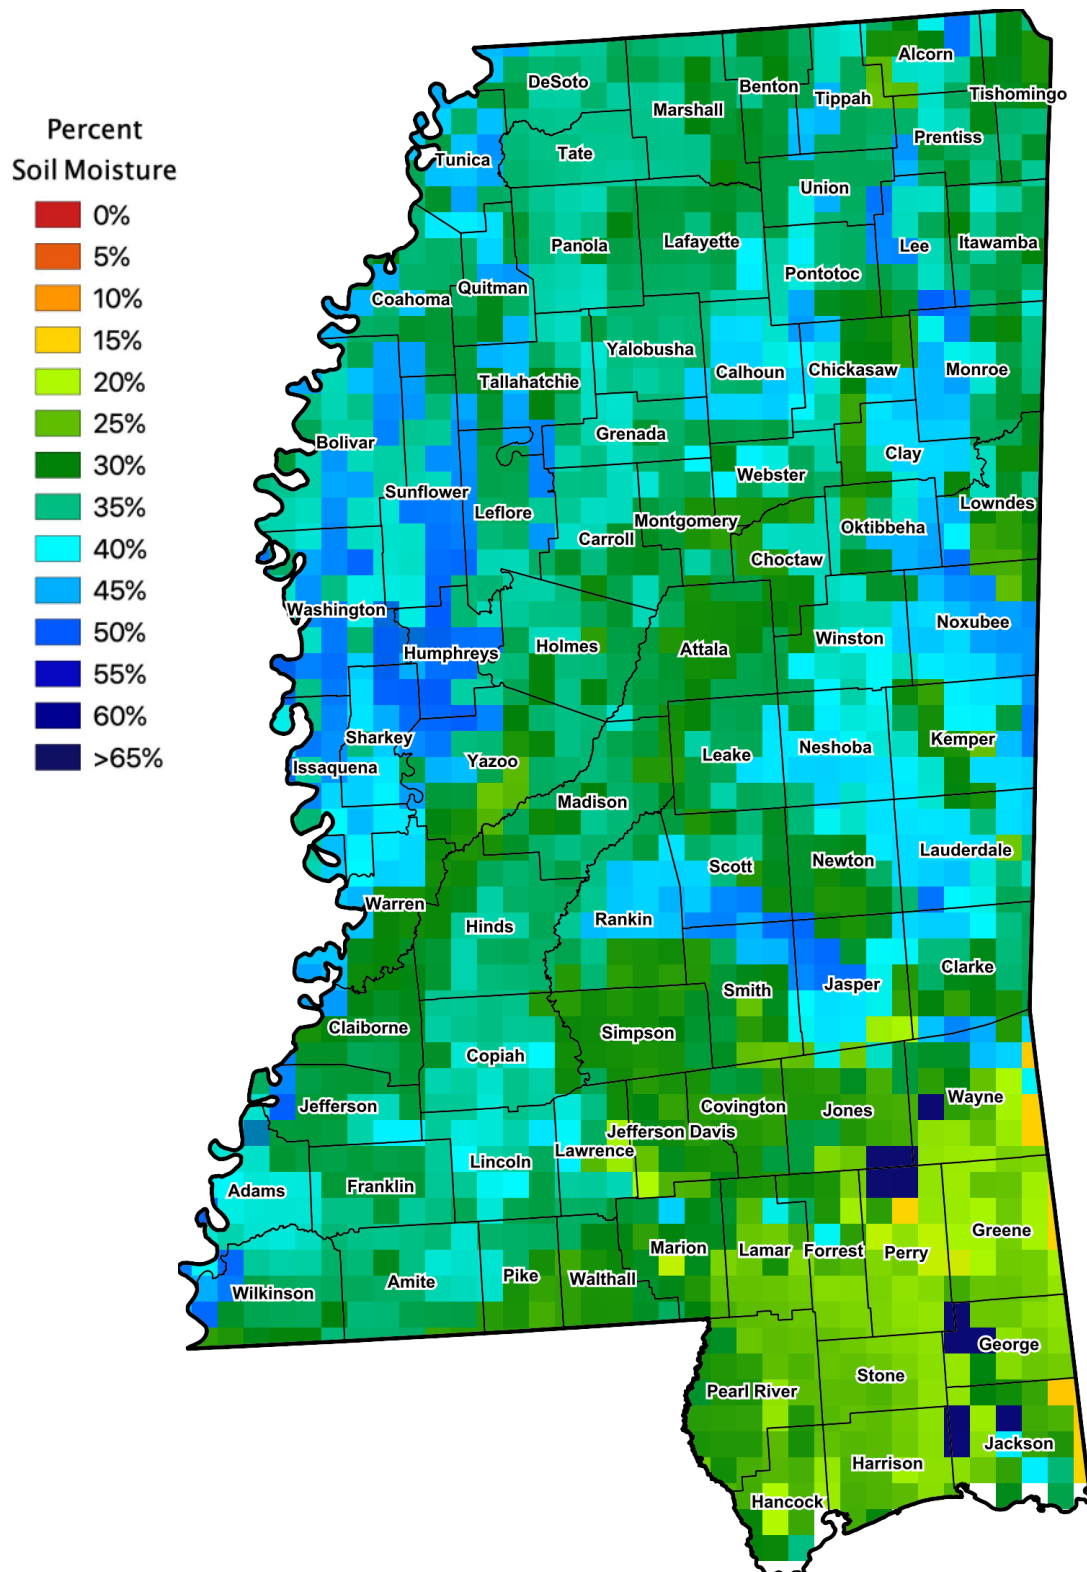 Percent
Soil Moisture
0%
5%
10%
15%
20%
25%
30%
35%
40%
45%
50%
55%
60%
>65%
Alcorn
DeSoto
Benton
Tippah
Tishomingo
Marshall
Prentiss
Tunica
Tate
Union
Panola
Lafayette
Lee
Itawamba
Pontotoc
Quitman
Coahoma
Yalobusha
Calhoun
Chickasaw
Monroe
Tallahatchie
Grenada
Bolivar
Clay
Webster
Sunflower
Leflore
Lowndes
Montgomery
Oktibbeha
Carroll
Choctaw
Washington
Noxubee
Winston
Holmes
Attala
Humphreys
Sharkey
Kemper
Neshoba
Leake
Yazoo
Issaquena
Madison
Lauderdale
Newton
Scott
Warren
Rankin
Hinds
Clarke
Jasper
Smith
Claiborne
Simpson
Copiah
Wayne
Jefferson
Covington
Jones
Jefferson Davis
Lawrence
Lincoln
Franklin
Adams
Greene
Marion
Lamar
Forrest
Perry
Pike
Walthall
Amite
Wilkinson
George
Stone
Pearl River
Jackson
Harrison
Hancock